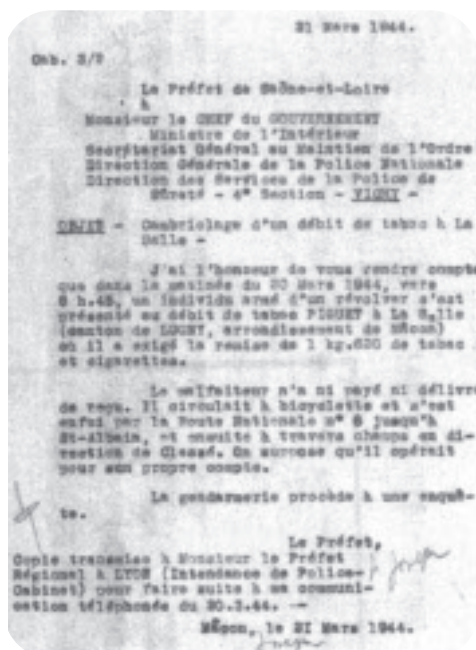 21 Mars 1944.
Cab. 3/2
Le Préfet de Saône-et-Loire
à
Monsieur le CHEF du GOUVERNEMENT
Ministre de l'Intérieur
Secrétariat Général au Maintien de l'Ordre
Direction Générale de la Police Nationale
Direction des Services de la Police de
Sûreté - 4° Section - VICHY -
OBJET - Cambriolage d'un débit de tabac à La
Salle -
J'ai l'honneur de vous rendre compte
que dans la matinée du 20 Mars 1944, vers
6 h.45, un individu armé d'un révolver s'est
présenté au débit de tabac PIGUET à La Salle
(canton de LUGNY, arrondissement de Mâcon)
où il a exigé la remise de 1 kg.620 de tabac
et cigarettes.
Le malfaiteur n'a ni payé ni délivré
de reçu. Il circulait à bicyclette et s'est
enfui par la Route Nationale n° 6 jusqu'à
St-Albain, et ensuite à travers champs en di-
rection de Clessé. On suppose qu'il opérait
pour son propre compte.
La gendarmerie procède à une enquê-
te.
Le Préfet,
Copie transmise à Monsieur le Préfet
Régional à LYON (Intendance de Police-
Cabinet) pour faire suite à sa communi-
cation téléphonée du 20.3.44. -
Mâcon, le 21 Mars 1944.